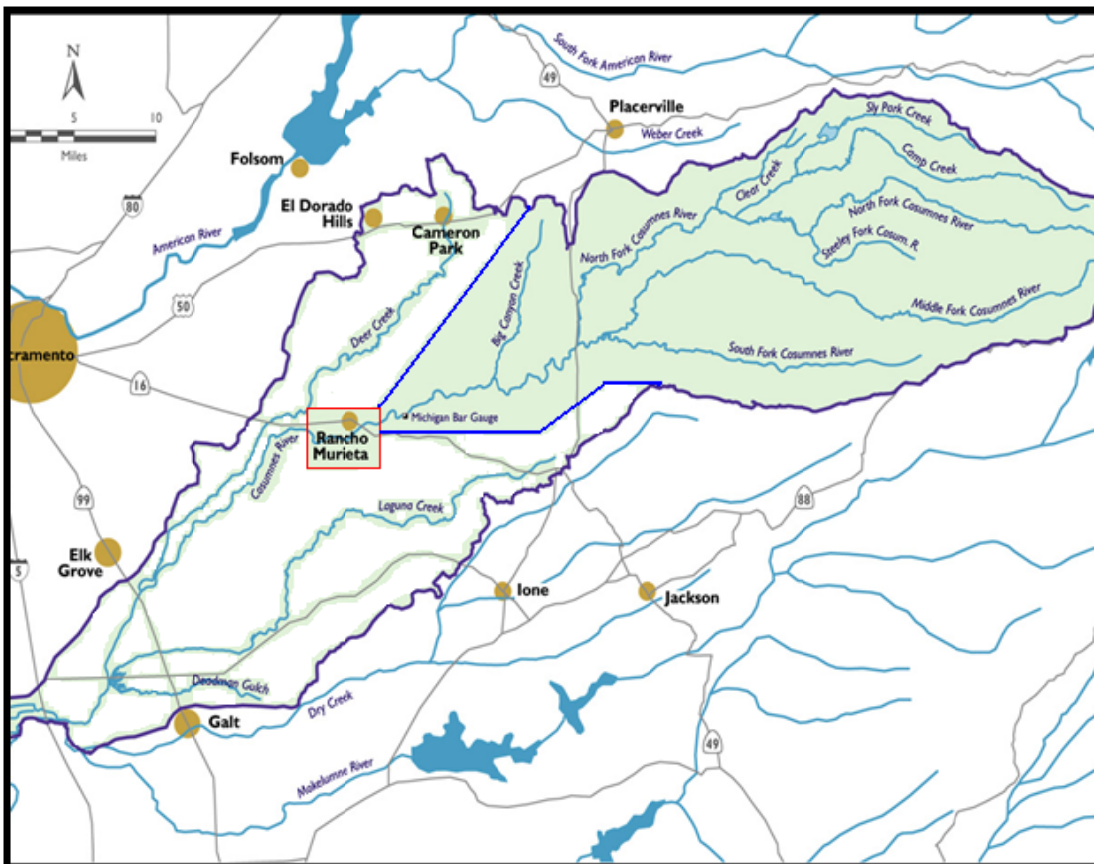 N
5
10
Miles
South Fork American River
49
Placerville
Weber Creek
Sly Park Creek
Camp Creek
Clear Creek
Folsom
80
American River
El Dorado
Hills
Cameron
Park
North Fork Cosumnes River
North Fork Cosumnes River
Steeley Fork Cosum. R.
Middle Fork Cosumnes River
Big Canyon Creek
50
Deer Creek
South Fork Cosumnes River
cramento
16
Michigan Bar Gauge
Rancho
Murieta
Cosumnes River
99
Laguna Creek
88
Elk
Grove
5
Ione
Jackson
Deadman Gulch
Dry Creek
Galt
49
Mokelumne River